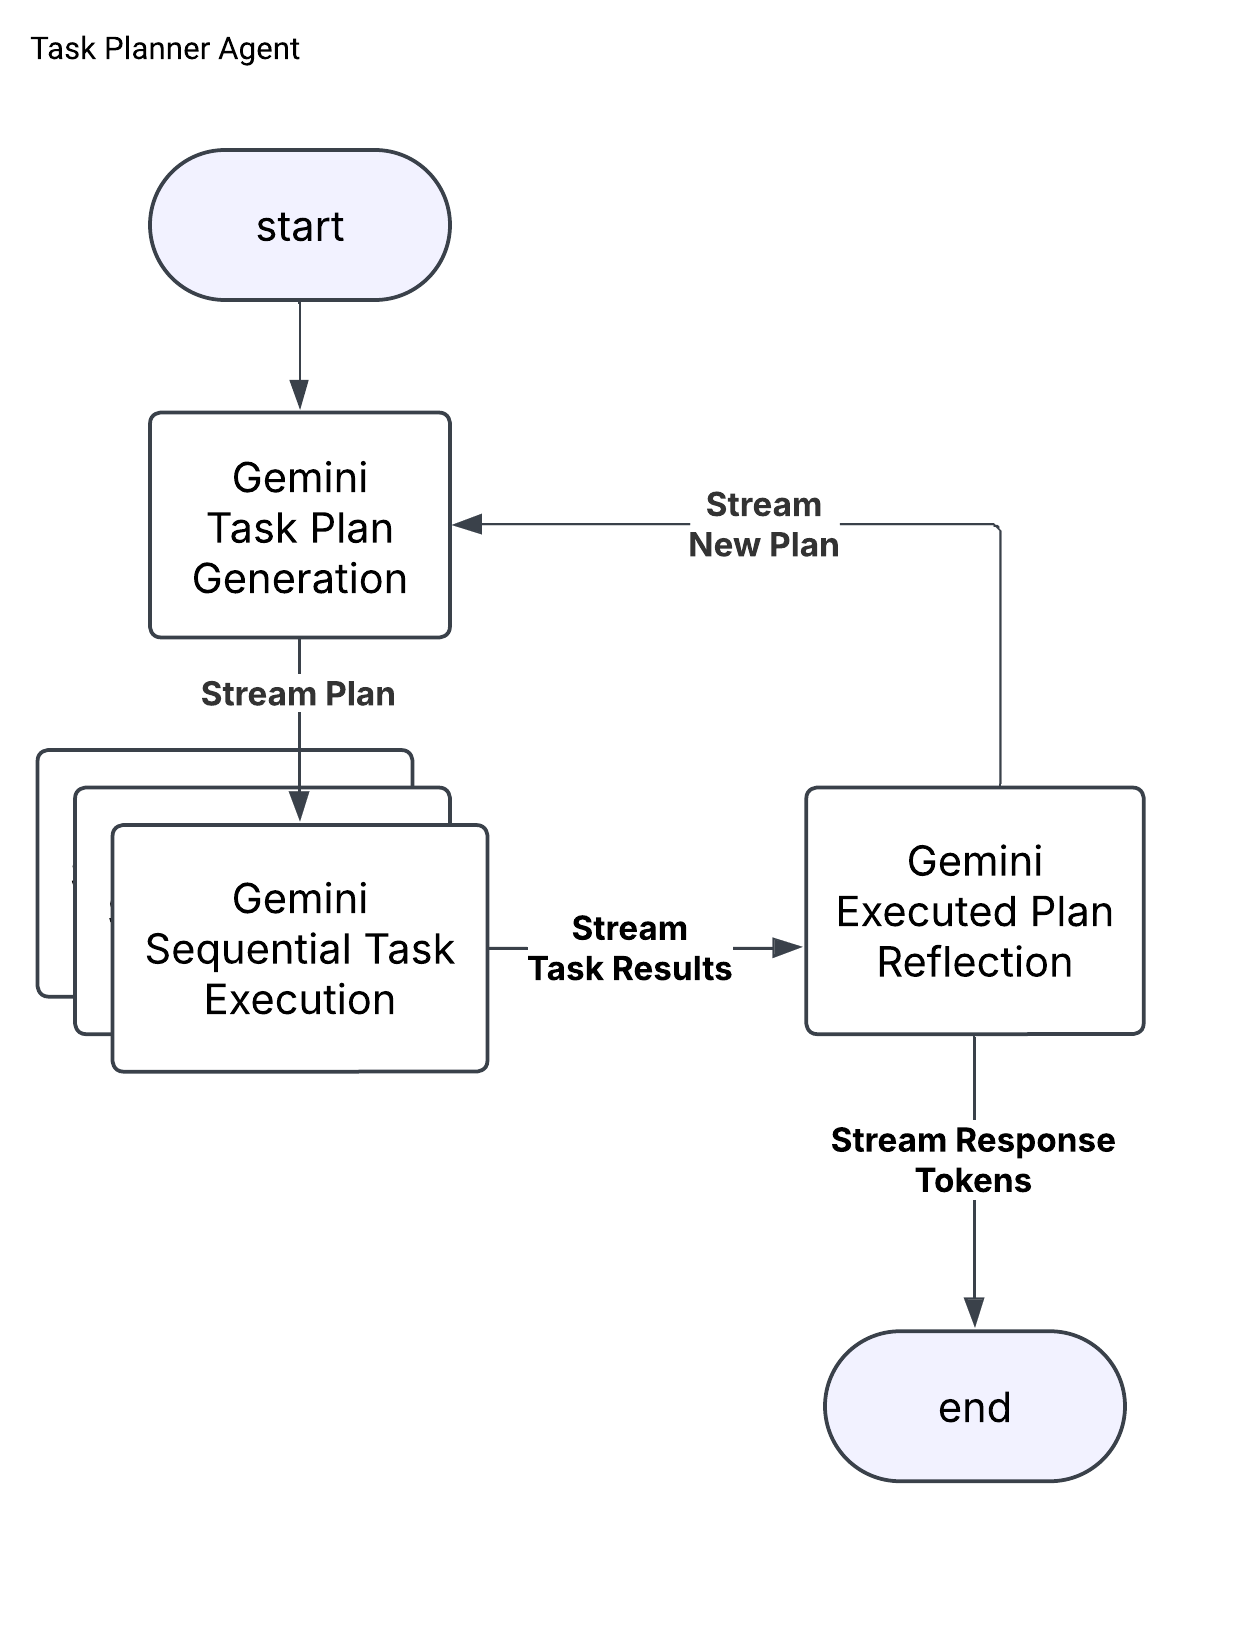 Task Planner Agent
start
Gemini
Task Plan
Generation
Stream
New Plan
Stream Plan
Gemini
Sequential Task
Execution
Stream
Task Results
Gemini
Executed Plan
Reflection
Stream Response
Tokens
end